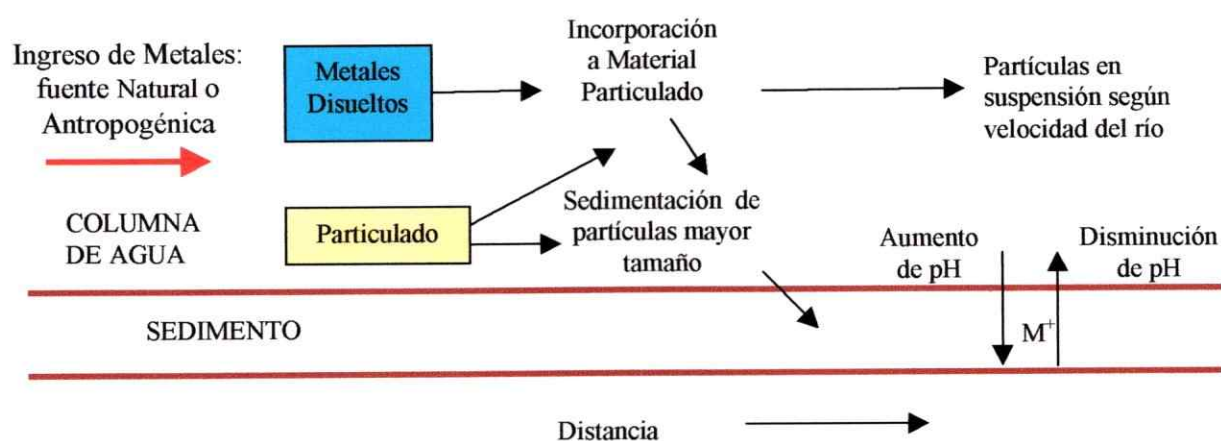 Ingreso de Metales:
fuente Natural o
Antropogénica
Metales
Disueltos
Incorporación
a Material
Particulado
Partículas en
suspensión según
velocidad del río
COLUMNA
DE AGUA
Particulado
Sedimentación de
partículas mayor
tamaño
Aumento
de pH
Disminución
de pH
SEDIMENTO
M+
Distancia